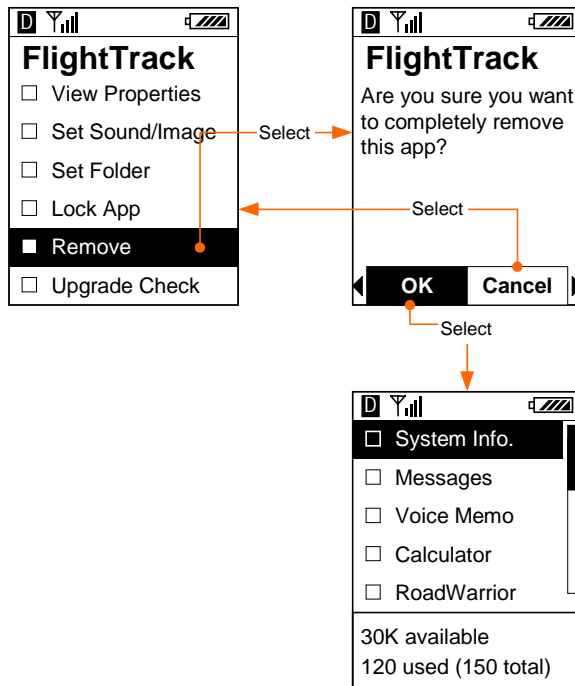 D
FlightTrack
View Properties
Set Sound/Image
Set Folder
Lock App
Remove
Upgrade Check
Select
D
FlightTrack
Are you sure you want
to completely remove
this app?
Select
OK Cancel
Select
D
System Info.
Messages
Voice Memo
Calculator
RoadWarrior
30K available
120 used (150 total)